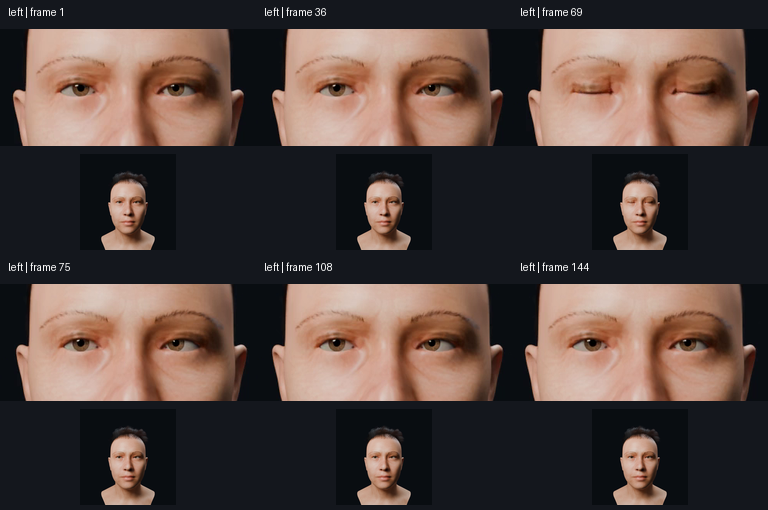 left | frame 1
left | frame 36
left | frame 69
left | frame 75
left | frame 108
left | frame 144